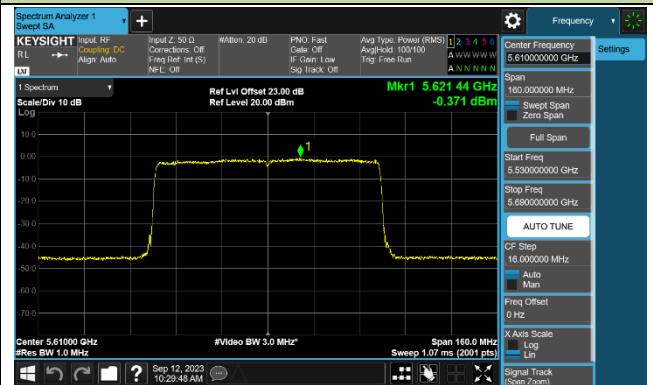 Spectrum Analyzer 1
Swept SA
+
Frequency
KEYSIGHT
RL
LXI
Input: RF
Coupling: DC
Align: Auto
Input Z: 50 Ω
Corrections: Off
Freq Ref: Int (S)
NFE: Off
#Atten: 20 dB
PNO: Fast
Gate: Off
IF Gain: Low
Sig Track: Off
Avg Type: Power (RMS)
Avg|Hold: 100/100
Trig: Free Run
1 2 3 4 5 6
A W W W W W
A N N N N N
1 Spectrum
Scale/Div 10 dB
Log
Ref Lvl Offset 23.00 dB
Ref Level 20.00 dBm
Mkr1 5.621 44 GHz
-0.371 dBm
1
10.0
0.00
-10.0
-20.0
-30.0
-40.0
-50.0
-60.0
-70.0
Center 5.61000 GHz
#Res BW 1.0 MHz
#Video BW 3.0 MHz*
Span 160.0 MHz
Sweep 1.07 ms (2001 pts)
Sep 12, 2023
10:29:48 AM
?
Center Frequency
5.610000000 GHz
Settings
Span
160.000000 MHz
Swept Span
Zero Span
Full Span
Start Freq
5.530000000 GHz
Stop Freq
5.690000000 GHz
AUTO TUNE
CF Step
16.000000 MHz
Auto
Man
Freq Offset
0 Hz
X Axis Scale
Log
Lin
Signal Track
(Span Zoom)